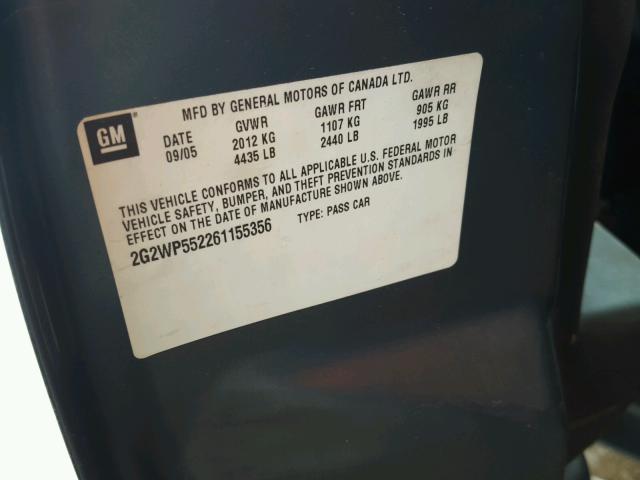 MFD BY GENERAL MOTORS OF CANADA LTD.
GM®
DATE GVWR GAWR FRT GAWR RR
09/05 2012 KG 1107 KG 905 KG
4435 LB 2440 LB 1995 LB
THIS VEHICLE CONFORMS TO ALL APPLICABLE U.S. FEDERAL MOTOR
VEHICLE SAFETY, BUMPER, AND THEFT PREVENTION STANDARDS IN
EFFECT ON THE DATE OF MANUFACTURE SHOWN ABOVE.
2G2WP552261155356 TYPE: PASS CAR